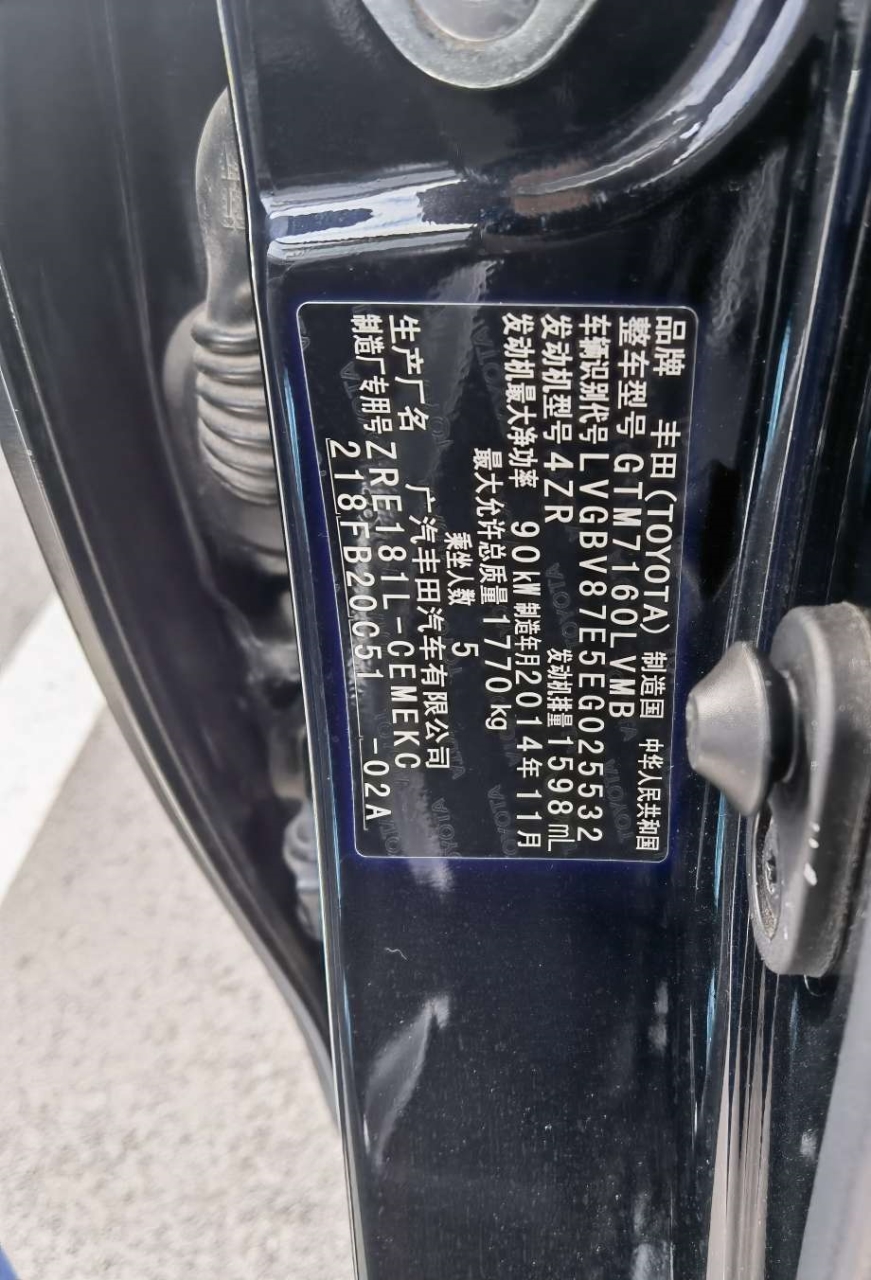 品牌 丰田(TOYOTA) 制造国 中华人民共和国
整车型号 GTM7160LVMB
车辆识别代号 LVGBV87E5EG025532
发动机型号 4ZR 发动机排量 1598 mL
发动机最大净功率 90 kW 制造年月 2014年11月
最大允许总质量 1770 kg
乘坐人数 5
生产厂名 广汽丰田汽车有限公司
制造厂专用号 ZRE181L-CEMEKC
218FB20C51 -02A